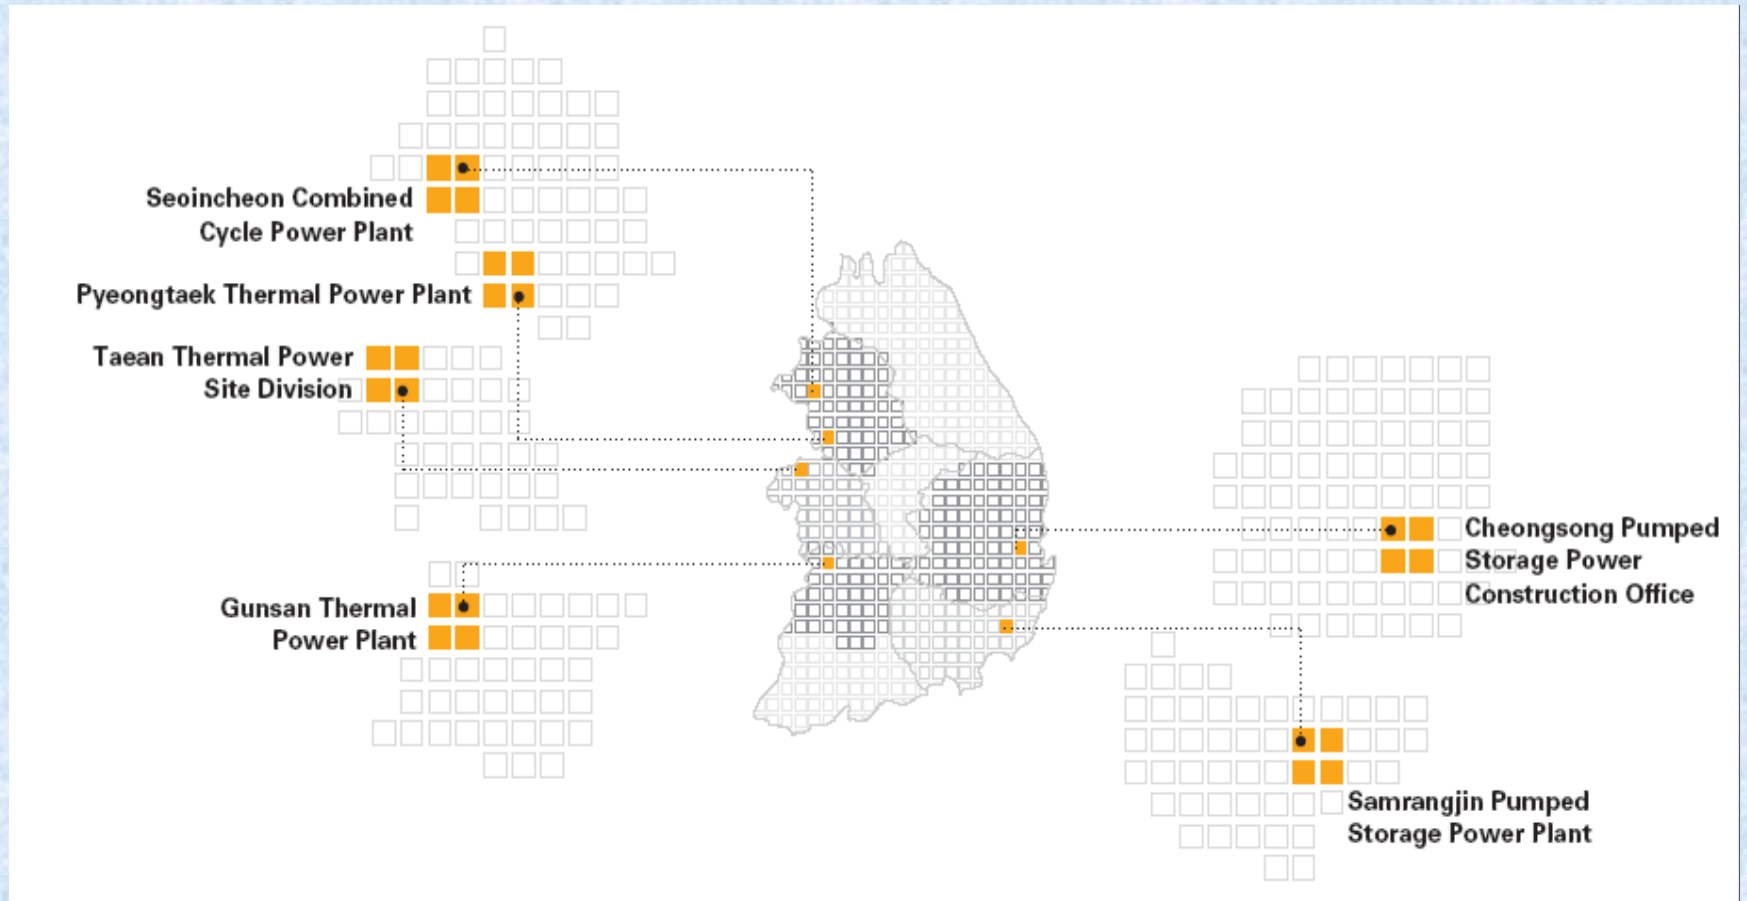 Seoincheon Combined
Cycle Power Plant
Pyeongtaek Thermal Power Plant
Taean Thermal Power
Site Division
Gunsan Thermal
Power Plant
Cheongsong Pumped
Storage Power
Construction Office
Samrangjin Pumped
Storage Power Plant